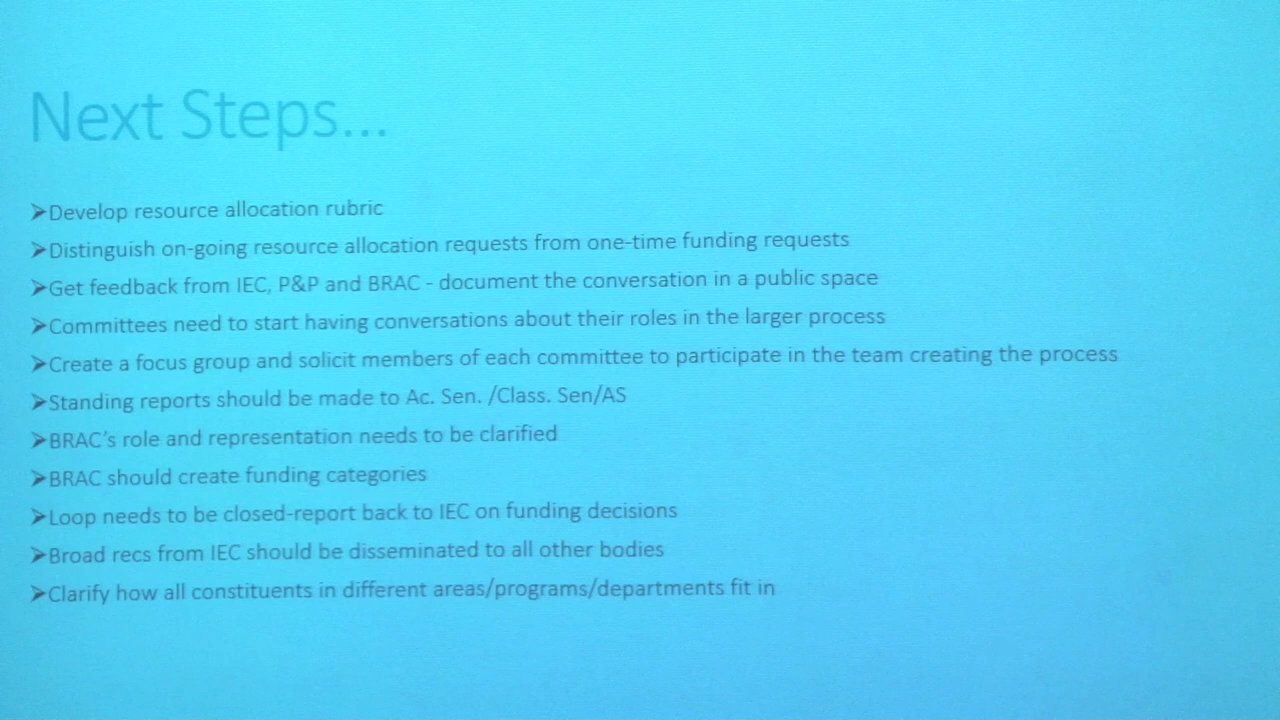 Next Steps...
➢Develop resource allocation rubric
➢Distinguish on-going resource allocation requests from one-time funding requests
➢Get feedback from IEC, P&P and BRAC - document the conversation in a public space
➢Committees need to start having conversations about their roles in the larger process
➢Create a focus group and solicit members of each committee to participate in the team creating the process
➢Standing reports should be made to Ac. Sen. /Class. Sen/AS
➢BRAC’s role and representation needs to be clarified
➢BRAC should create funding categories
➢Loop needs to be closed-report back to IEC on funding decisions
➢Broad recs from IEC should be disseminated to all other bodies
➢Clarify how all constituents in different areas/programs/departments fit in